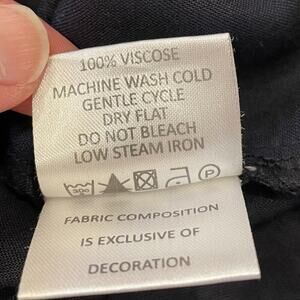 100% VISCOSE
MACHINE WASH COLD
GENTLE CYCLE
DRY FLAT
DO NOT BLEACH
LOW STEAM IRON
30° P
FABRIC COMPOSITION
IS EXCLUSIVE OF
DECORATION